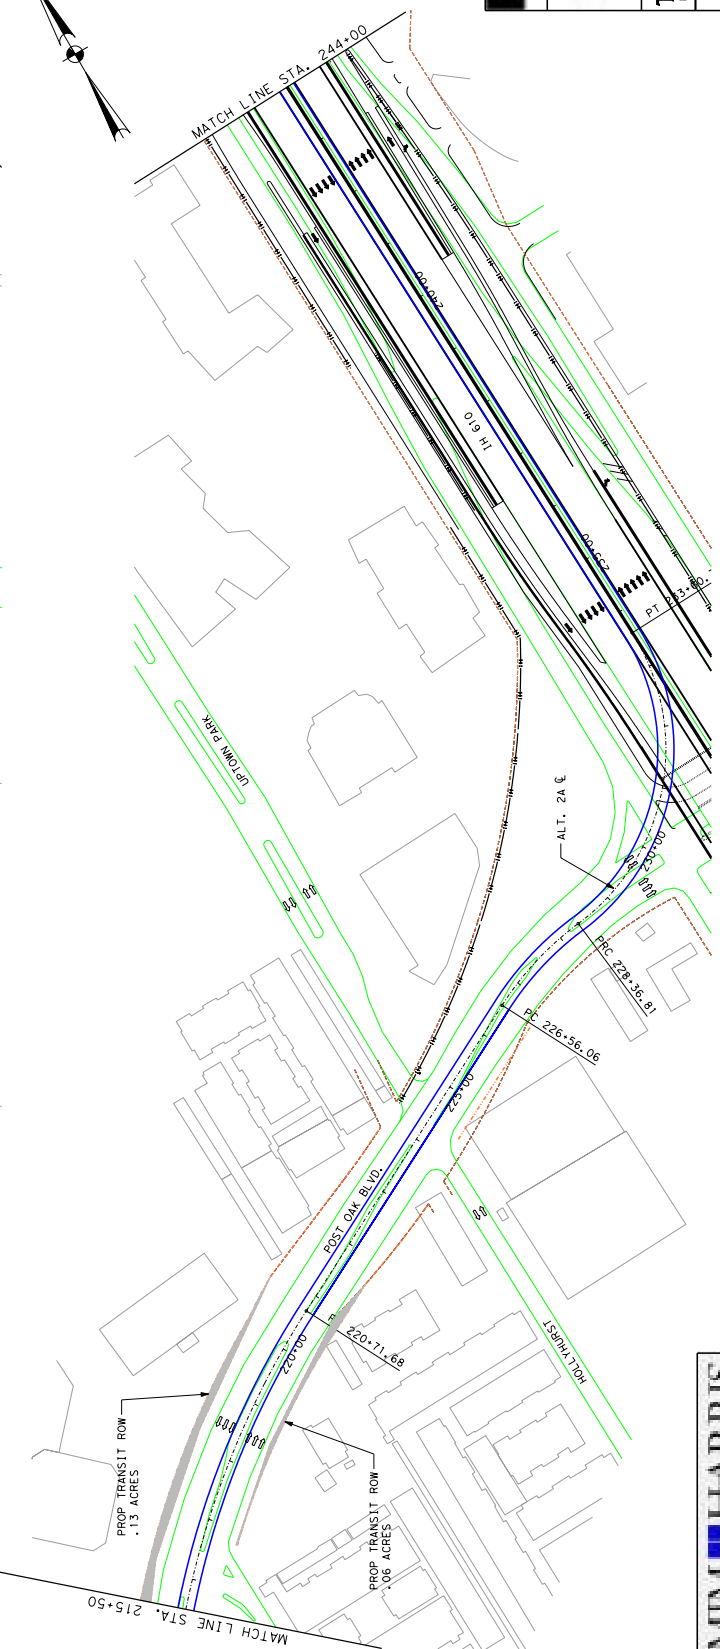 MATCH LINE STA. 244+00
240+00
IH 610
235+00
PT 233+
UPTOWN PARK
ALT. 2A ℄
230+00
PRC 228+36.81
PC 226+56.06
225+00
POST OAK BLVD.
220+71.68
220+00
HOLLYHURST
PROP TRANSIT ROW
.13 ACRES
PROP TRANSIT ROW
.06 ACRES
MATCH LINE STA. 215+50